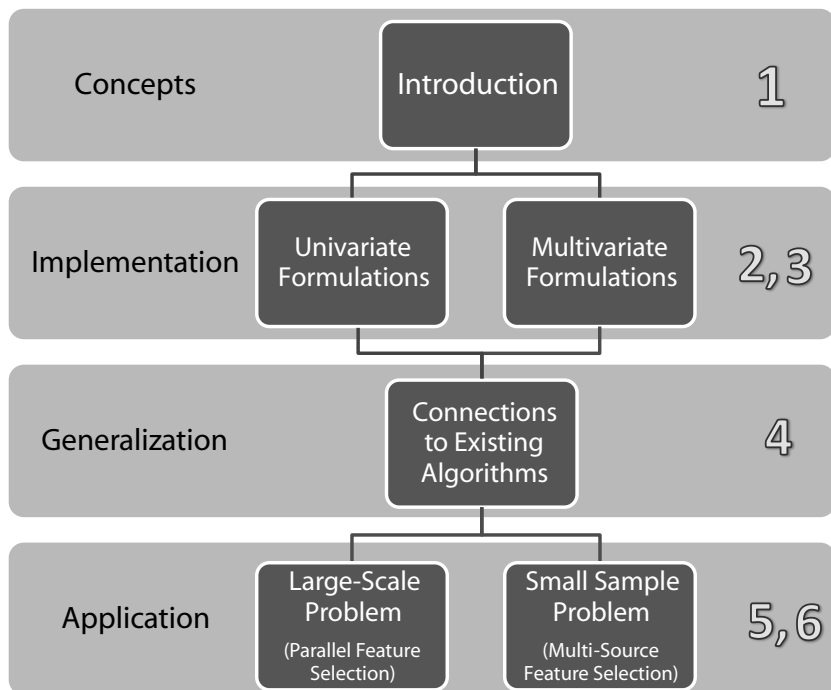 Concepts
Introduction
1
Implementation
Univariate
Formulations
Multivariate
Formulations
2, 3
Generalization
Connections
to Existing
Algorithms
4
Application
Large-Scale
Problem
(Parallel Feature
Selection)
Small Sample
Problem
(Multi-Source
Feature Selection)
5, 6